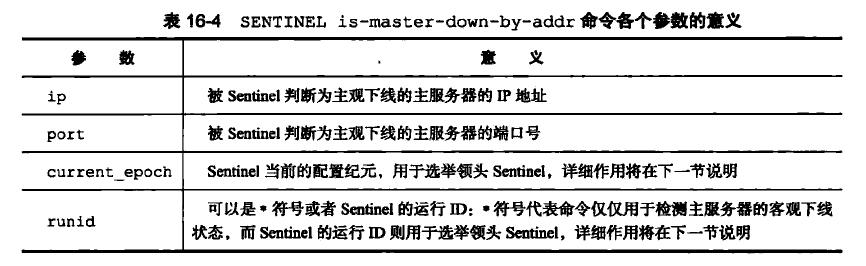 表 16-4 SENTINEL is-master-down-by-addr 命令各个参数的意义
参 数 意 义
ip 被 Sentinel 判断为主观下线的主服务器的 IP 地址
port 被 Sentinel 判断为主观下线的主服务器的端口号
current_epoch Sentinel 当前的配置纪元，用于选举领头 Sentinel，详细作用将在下一节说明
runid 可以是 * 符号或者 Sentinel 的运行 ID：* 符号代表命令仅仅用于检测主服务器的客观下线
状态，而 Sentinel 的运行 ID 则用于选举领头 Sentinel，详细作用将在下一节说明